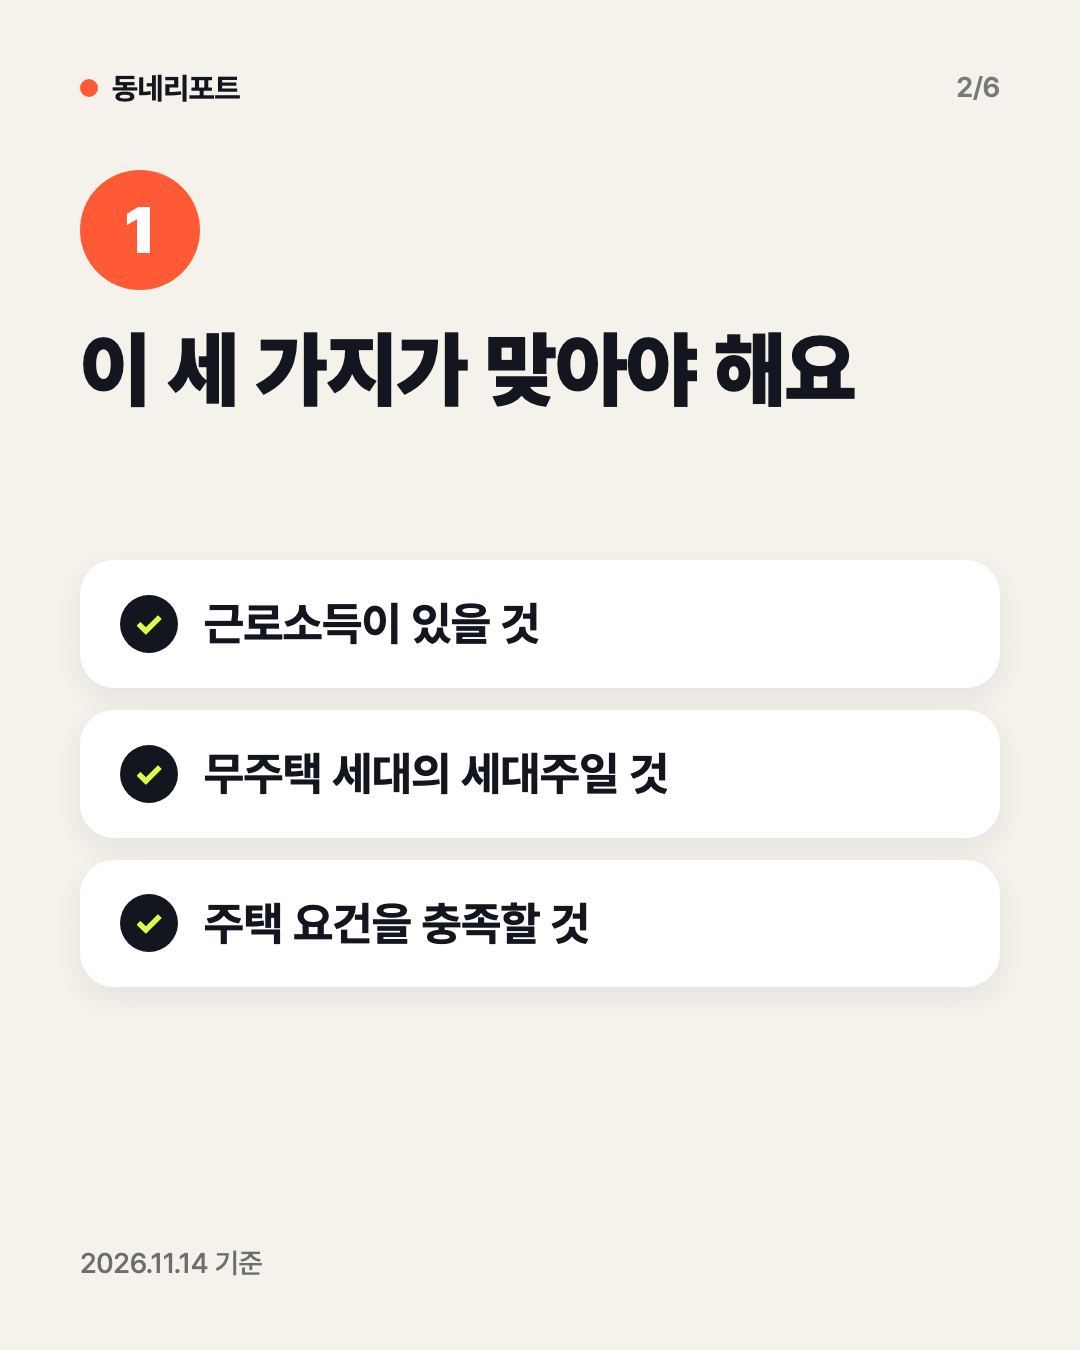 동네리포트
2/6
1
이 세 가지가 맞아야 해요
근로소득이 있을 것
무주택 세대의 세대주일 것
주택 요건을 충족할 것
2026.11.14 기준